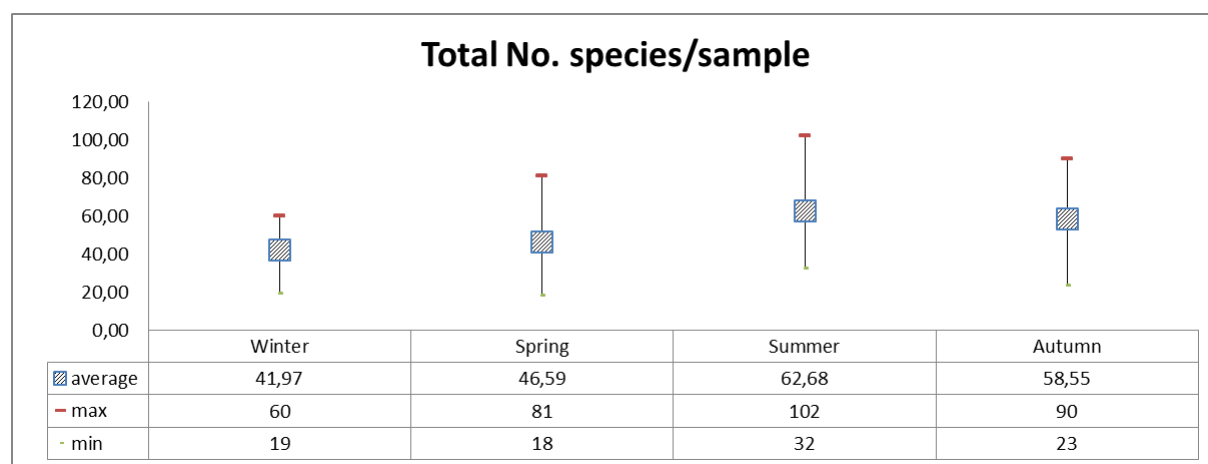 Total No. species/sample
120,00
100,00
80,00
60,00
40,00
20,00
0,00
Winter Spring Summer Autumn
average 41,97 46,59 62,68 58,55
max 60 81 102 90
min 19 18 32 23